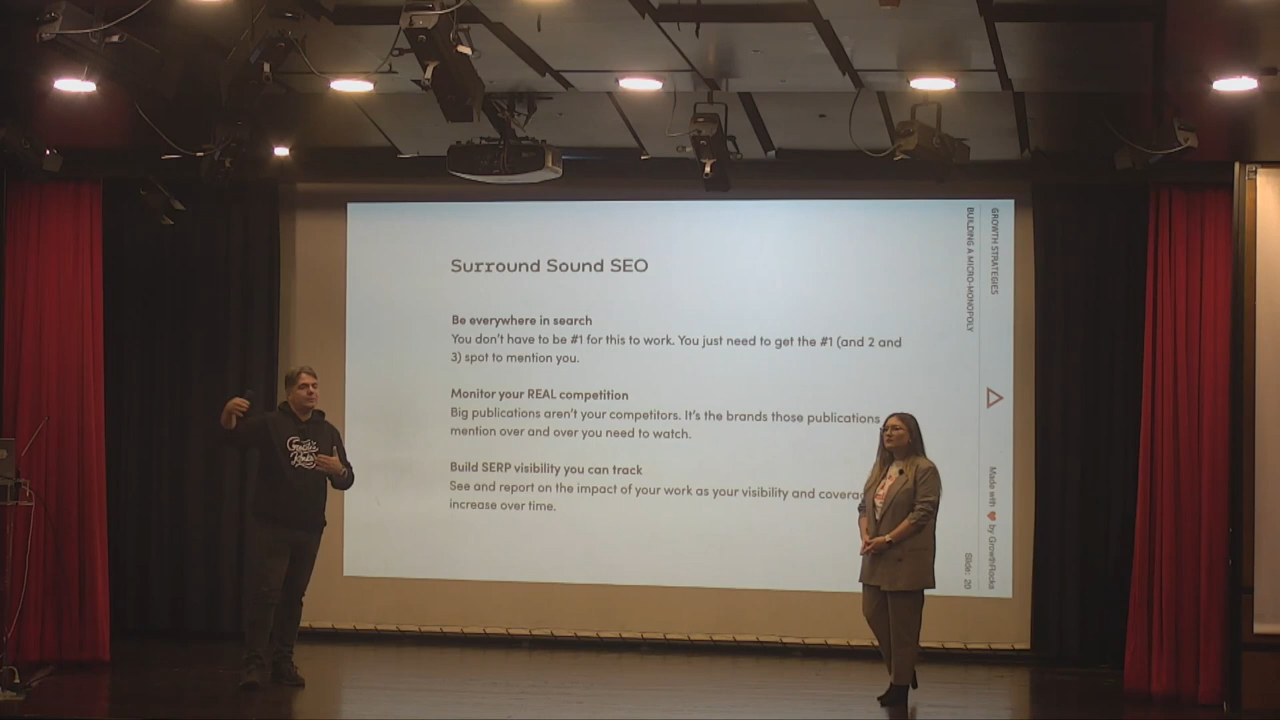 Surround Sound SEO
Be everywhere in search
You don't have to be #1 for this to work. You just need to get the #1 (and 2 and
3) spot to mention you.
Monitor your REAL competition
Big publications aren't your competitors. It's the brands those publications
mention over and over you need to watch.
Build SERP visibility you can track
See and report on the impact of your work as your visibility and coverag
increase over time.
GROWTH STRATEGIES
BUILDING A MICRO-MONOPOLY
Made with ❤ by GrowthRocks
Slide: 20